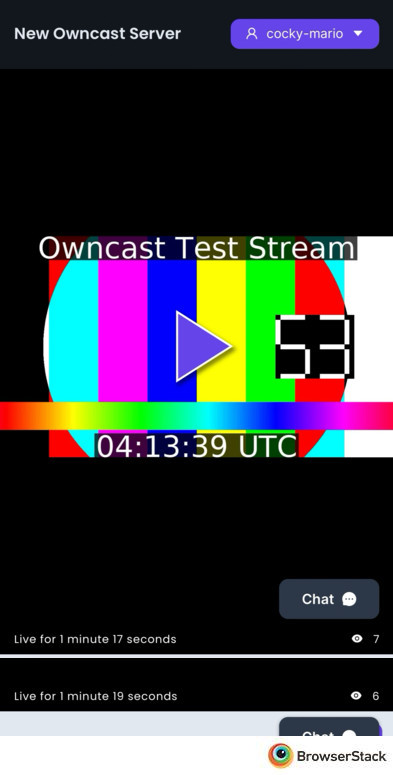 New Owncast Server
cocky-mario
Owncast Test Stream
53
04:13:39 UTC
Chat
Live for 1 minute 17 seconds 7
Live for 1 minute 19 seconds 6
Chat
BrowserStack